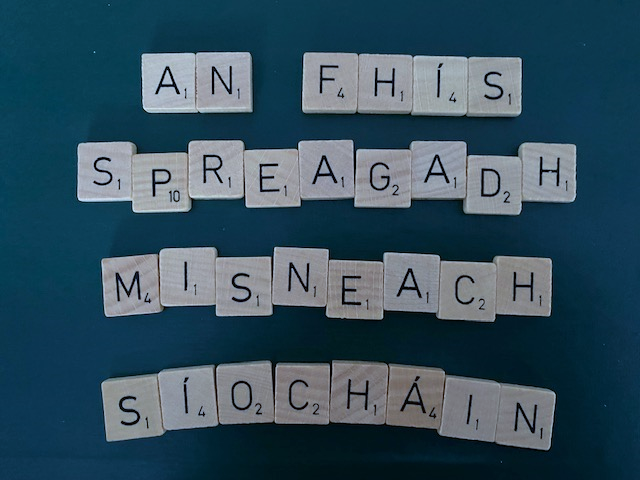 AN FHÍS
SPREAGADH
MISNEACH
SÍOCHÁIN